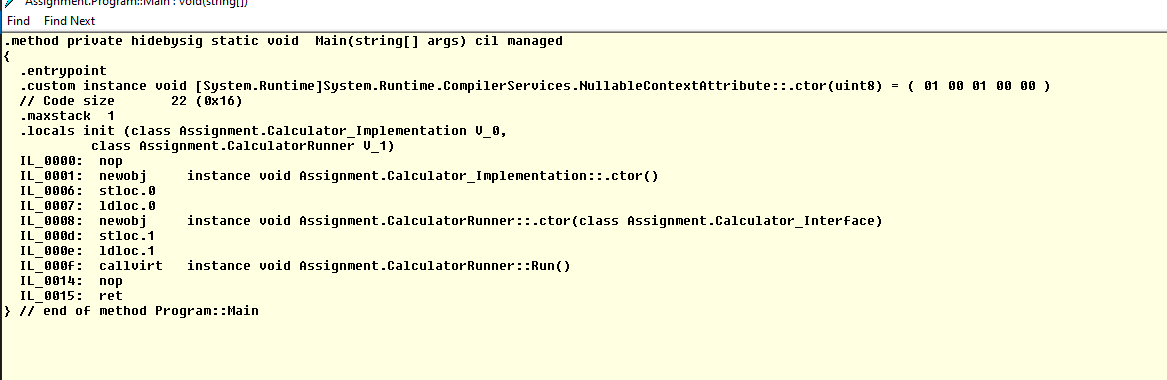 Assignment.Program::Main : void(string[])
Find Find Next
.method private hidebysig static void  Main(string[] args) cil managed
{
  .entrypoint
  .custom instance void [System.Runtime]System.Runtime.CompilerServices.NullableContextAttribute::.ctor(uint8) = ( 01 00 01 00 00 )
  // Code size       22 (0x16)
  .maxstack  1
  .locals init (class Assignment.Calculator_Implementation V_0,
           class Assignment.CalculatorRunner V_1)
  IL_0000:  nop
  IL_0001:  newobj     instance void Assignment.Calculator_Implementation::.ctor()
  IL_0006:  stloc.0
  IL_0007:  ldloc.0
  IL_0008:  newobj     instance void Assignment.CalculatorRunner::.ctor(class Assignment.Calculator_Interface)
  IL_000d:  stloc.1
  IL_000e:  ldloc.1
  IL_000f:  callvirt   instance void Assignment.CalculatorRunner::Run()
  IL_0014:  nop
  IL_0015:  ret
} // end of method Program::Main